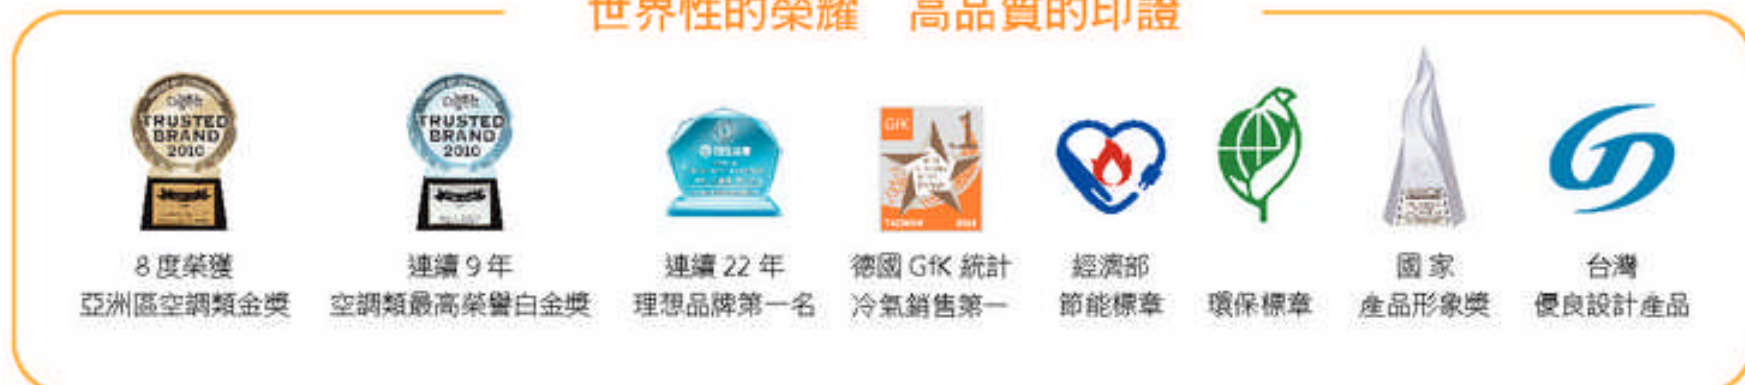 世界性的榮耀 高品質的印證
TRUSTED
BRAND
2010
TRUSTED
BRAND
2010
GfK
1
TAIWAN
8 度榮獲
亞洲區空調類金獎
連續 9 年
空調類最高榮譽白金獎
連續 22 年
理想品牌第一名
德國 GfK 統計
冷氣銷售第一
經濟部
節能標章
環保標章
國家
產品形象獎
台灣
優良設計產品